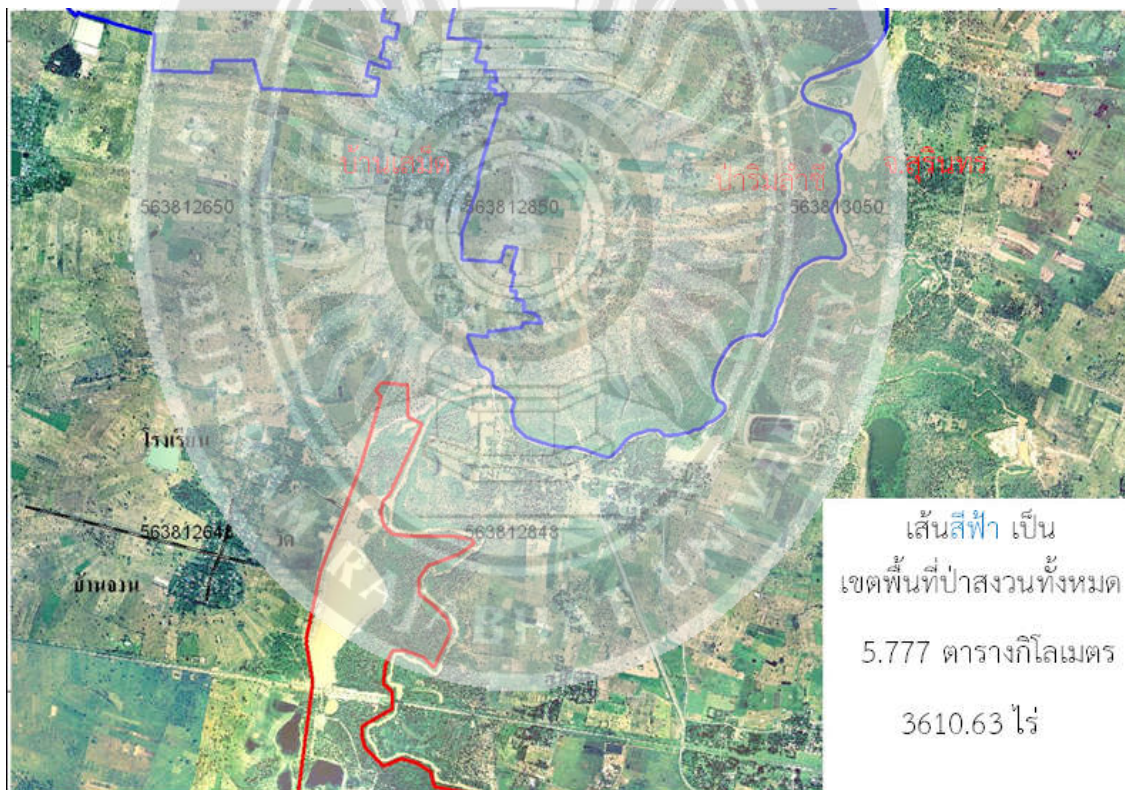 บ้านเสม็ด
ป่าริมลำชี
จ.สุรินทร์
563812650
563812850
563813050
โรงเรียน
563812648
วัด
563812848
บ้านจวน
เส้นสีฟ้า เป็น
เขตพื้นที่ป่าสงวนทั้งหมด
5.777 ตารางกิโลเมตร
3610.63 ไร่